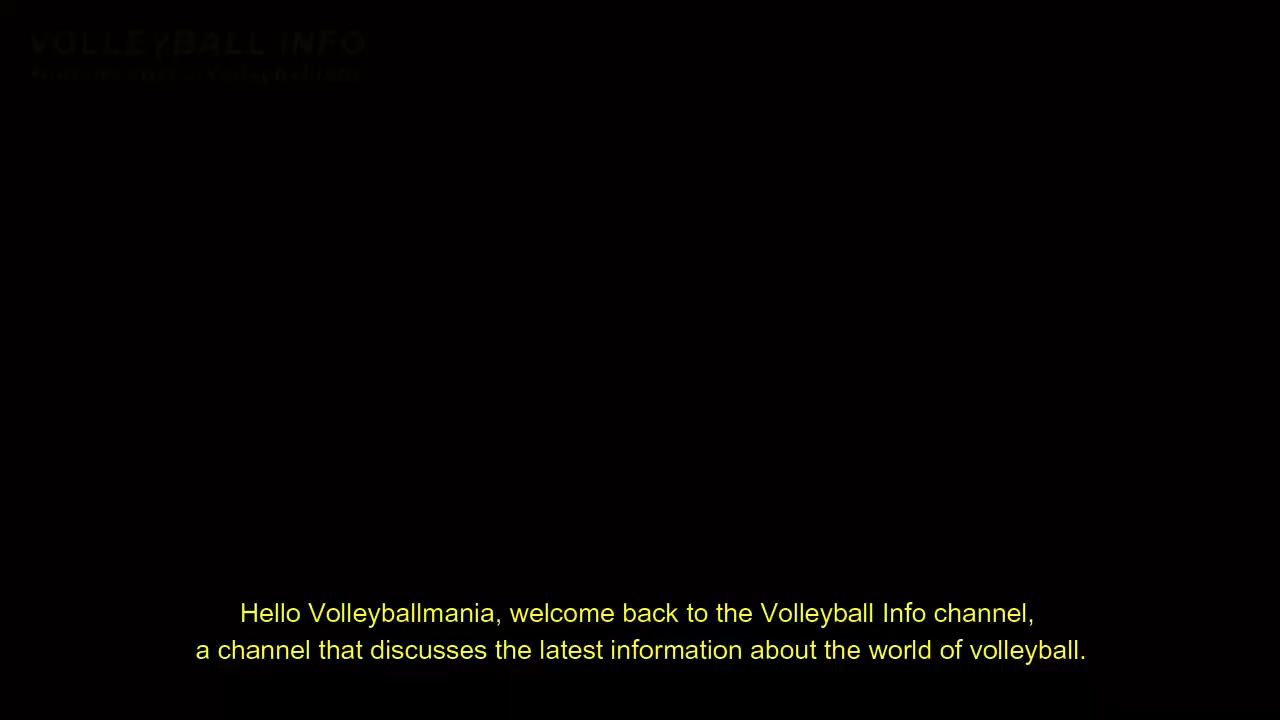 VOLLEYBALL INFO
Hello Volleyballmania, welcome back to the Volleyball Info channel,
a channel that discusses the latest information about the world of volleyball.